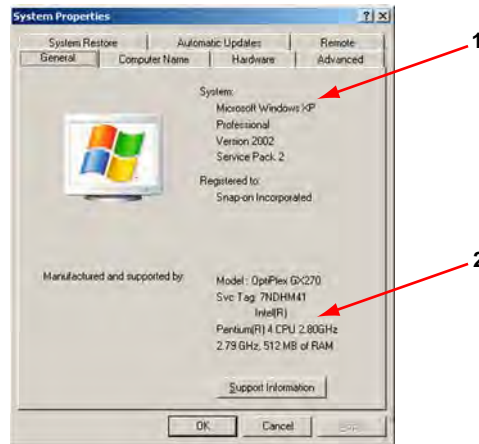 System Properties
System Restore Automatic Updates Remote
General Computer Name Hardware Advanced
1
System:
Microsoft Windows XP
Professional
Version 2002
Service Pack 2
Registered to:
Snap-on Incorporated
2
Manufactured and supported by:
Model : OptiPlex GX270
Svc Tag: 7NDHM41
Intel(R)
Pentium(R) 4 CPU 2.80GHz
2.79 GHz, 512 MB of RAM
Support Information
OK Cancel